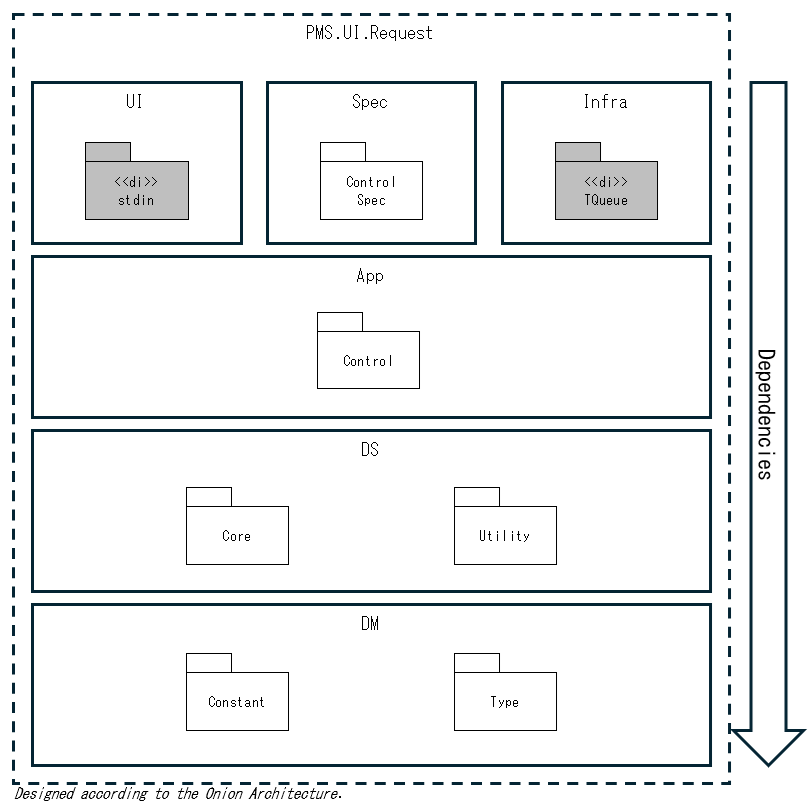 PMS.UI.Request
UI
Spec
Infra
<<di>>
stdin
Control
Spec
<<di>>
TQueue
App
Control
DS
Core
Utility
DM
Constant
Type
Dependencies
Designed according to the Onion Architecture.